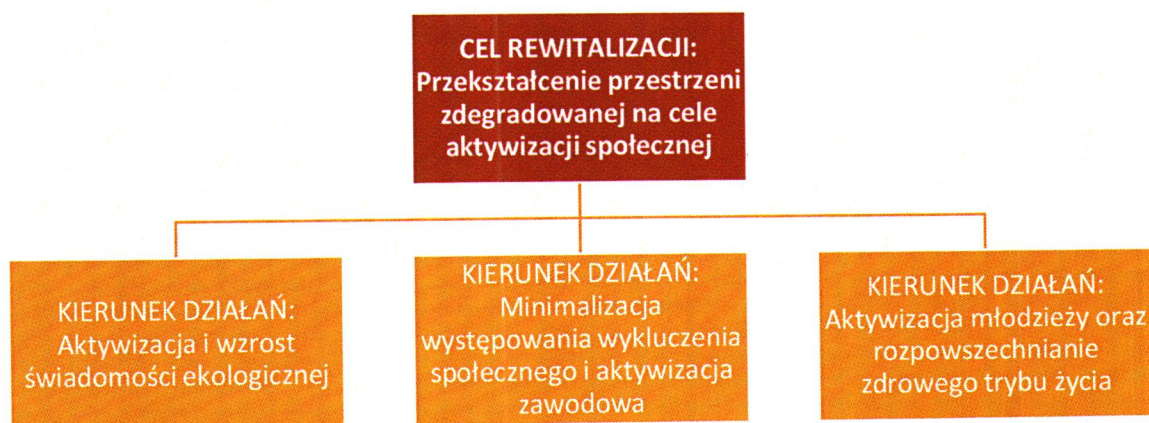 CEL REWITALIZACJI:
Przekształcenie przestrzeni
zdegradowanej na cele
aktywizacji społecznej
KIERUNEK DZIAŁAŃ:
Aktywizacja i wzrost
świadomości ekologicznej
KIERUNEK DZIAŁAŃ:
Minimalizacja
występowania wykluczenia
społecznego i aktywizacja
zawodowa
KIERUNEK DZIAŁAŃ:
Aktywizacja młodzieży oraz
rozpowszechnianie
zdrowego trybu życia